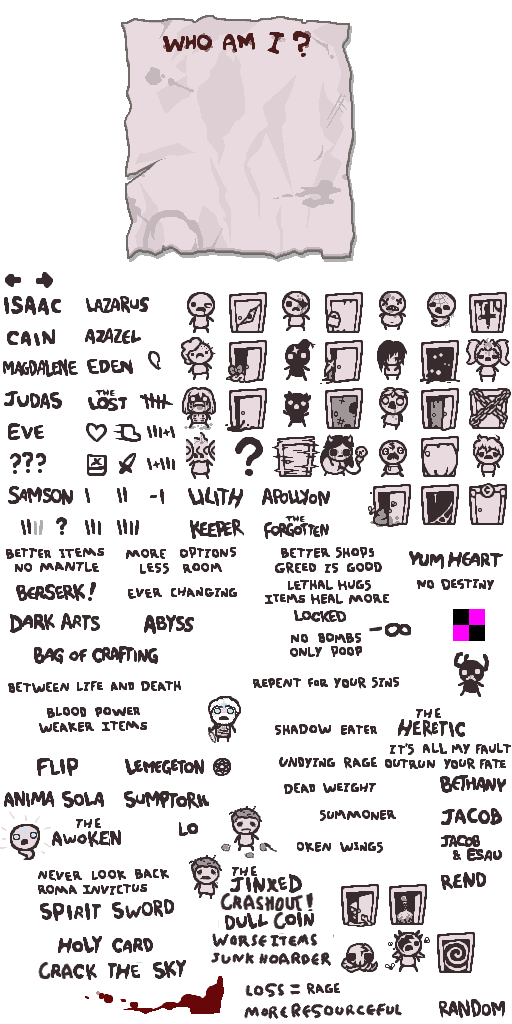 WHO AM I?
ISAAC LAZARUS
CAIN AZAZEL
MAGDALENE EDEN
JUDAS THE LOST
EVE
??? ?
SAMSON LILITH APOLLYON
? KEEPER THE FORGOTTEN
BETTER ITEMS
NO MANTLE
MORE OPTIONS
LESS ROOM
BETTER SHOPS
GREED IS GOOD
YUM HEART
BERSERK!
EVER CHANGING
LETHAL HUGS
ITEMS HEAL MORE
NO DESTINY
DARK ARTS
ABYSS
LOCKED
NO BOMBS
ONLY POOP
-∞
BAG OF CRAFTING
BETWEEN LIFE AND DEATH
REPENT FOR YOUR SINS
BLOOD POWER
WEAKER ITEMS
SHADOW EATER
THE HERETIC
IT'S ALL MY FAULT
FLIP
LEMEGETON
UNDYING RAGE
OUTRUN YOUR FATE
DEAD WEIGHT
BETHANY
ANIMA SOLA
SUMPTORIUM
SUMMONER
JACOB
THE AWOKEN
LO
OKEN WINGS
JACOB
& ESAU
NEVER LOOK BACK
ROMA INVICTUS
THE JINXED
REND
SPIRIT SWORD
CRASHOUT!
DULL COIN
HOLY CARD
WORSE ITEMS
JUNK HOARDER
CRACK THE SKY
LOSS = RAGE
MORE RESOURCEFUL
RANDOM